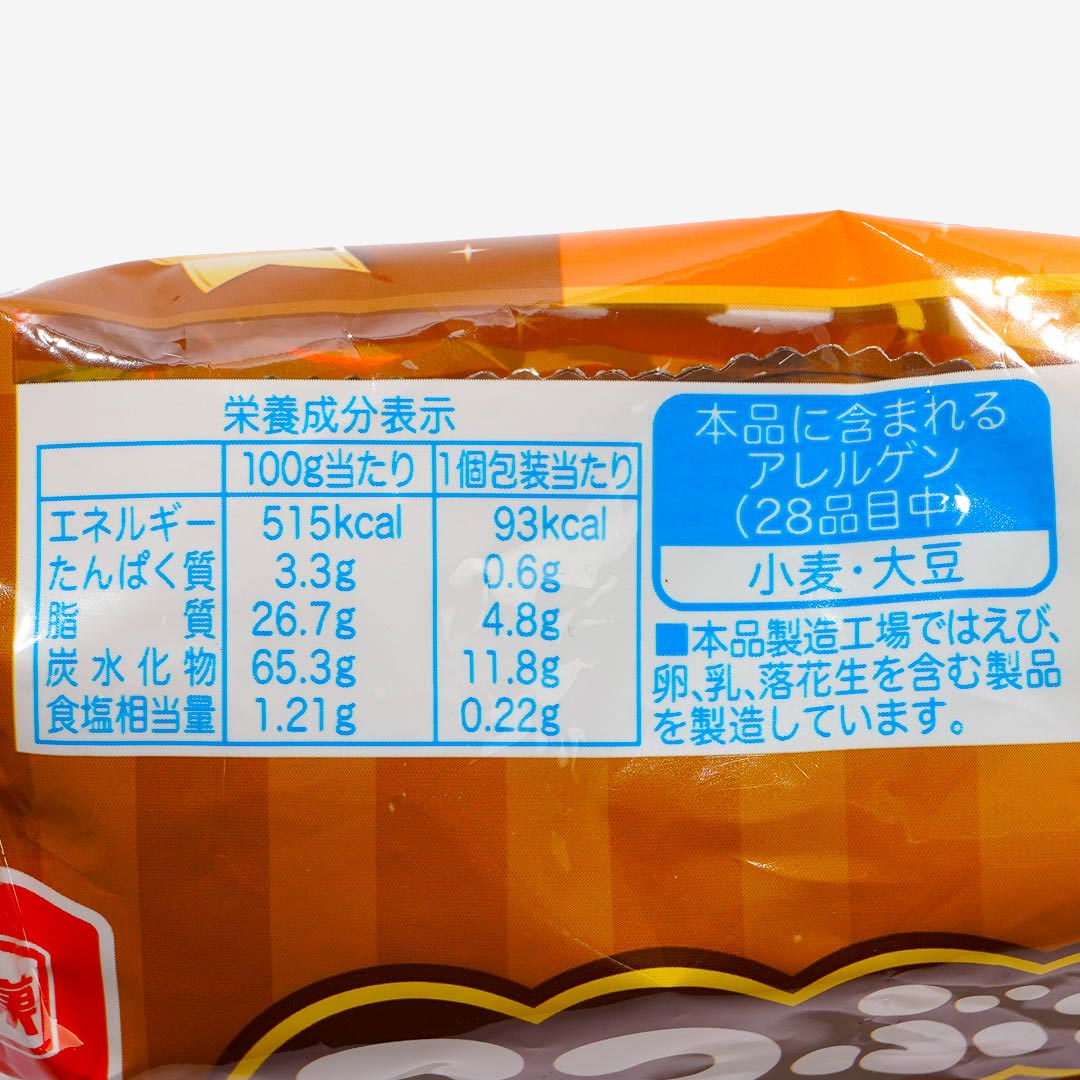 栄養成分表示
100g当たり 1個包装当たり
エネルギー 515kcal 93kcal
たんぱく質 3.3g 0.6g
脂質 26.7g 4.8g
炭水化物 65.3g 11.8g
食塩相当量 1.21g 0.22g
本品に含まれる
アレルゲン
(28品目中)
小麦・大豆
■本品製造工場ではえび、
卵、乳、落花生を含む製品
を製造しています。
菓